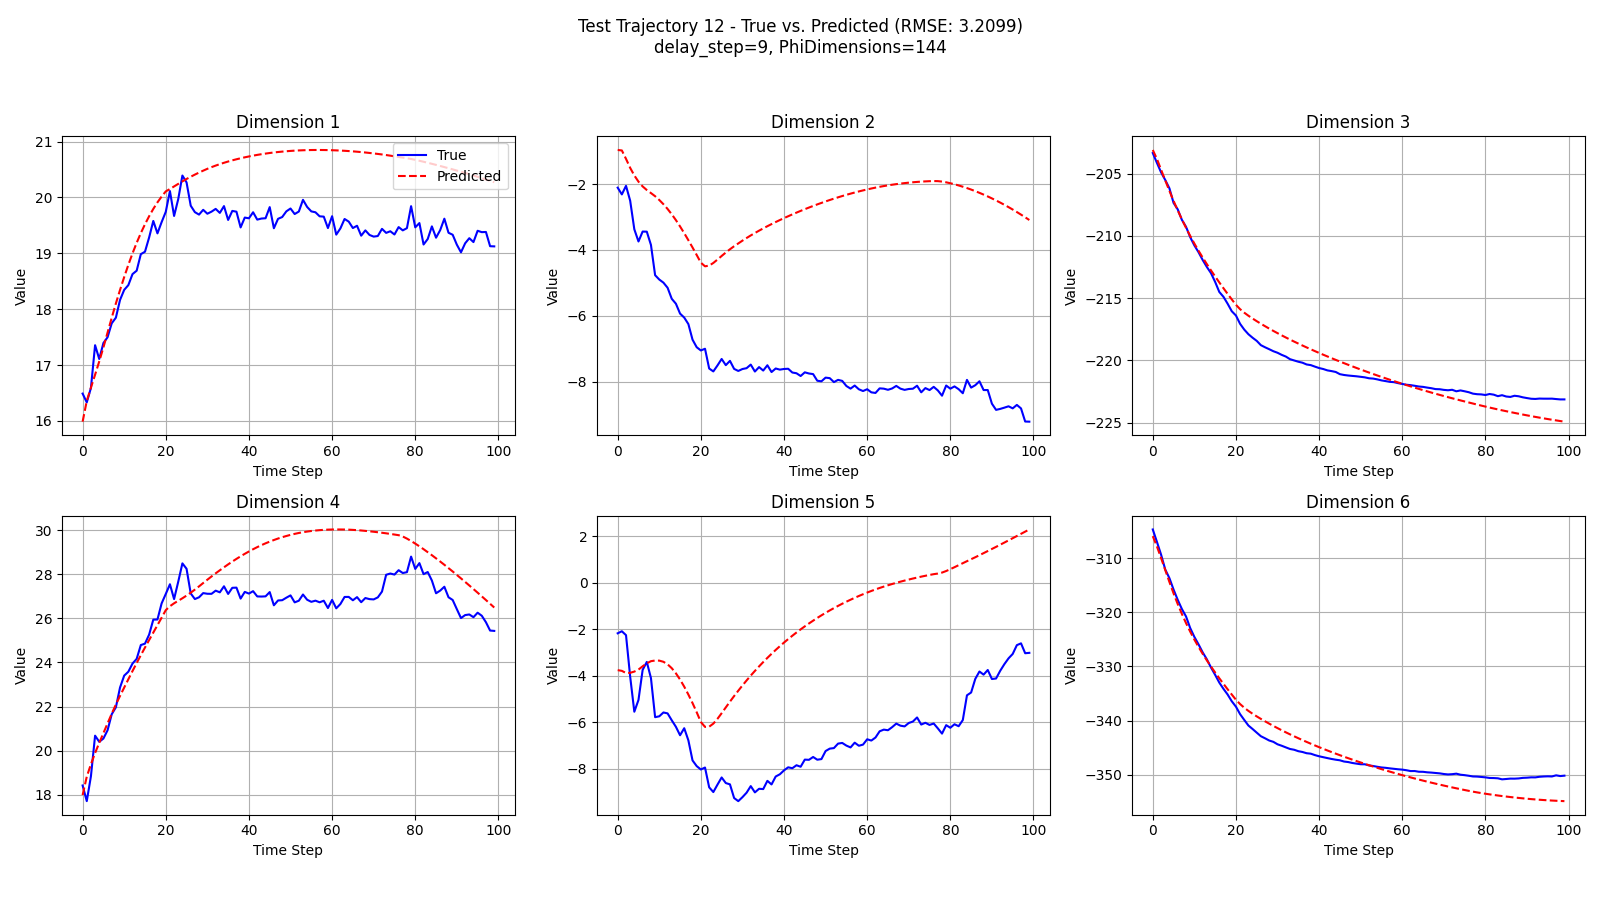 Test Trajectory 12 - True vs. Predicted (RMSE: 3.2099)
delay_step=9, PhiDimensions=144
Dimension 1
Value
21
20
19
18
17
16
True
Predicted
0 20 40 60 80 100
Time Step
Dimension 2
Value
−2
−4
−6
−8
0 20 40 60 80 100
Time Step
Dimension 3
Value
−205
−210
−215
−220
−225
0 20 40 60 80 100
Time Step
Dimension 4
Value
30
28
26
24
22
20
18
0 20 40 60 80 100
Time Step
Dimension 5
Value
2
0
−2
−4
−6
−8
0 20 40 60 80 100
Time Step
Dimension 6
Value
−310
−320
−330
−340
−350
0 20 40 60 80 100
Time Step